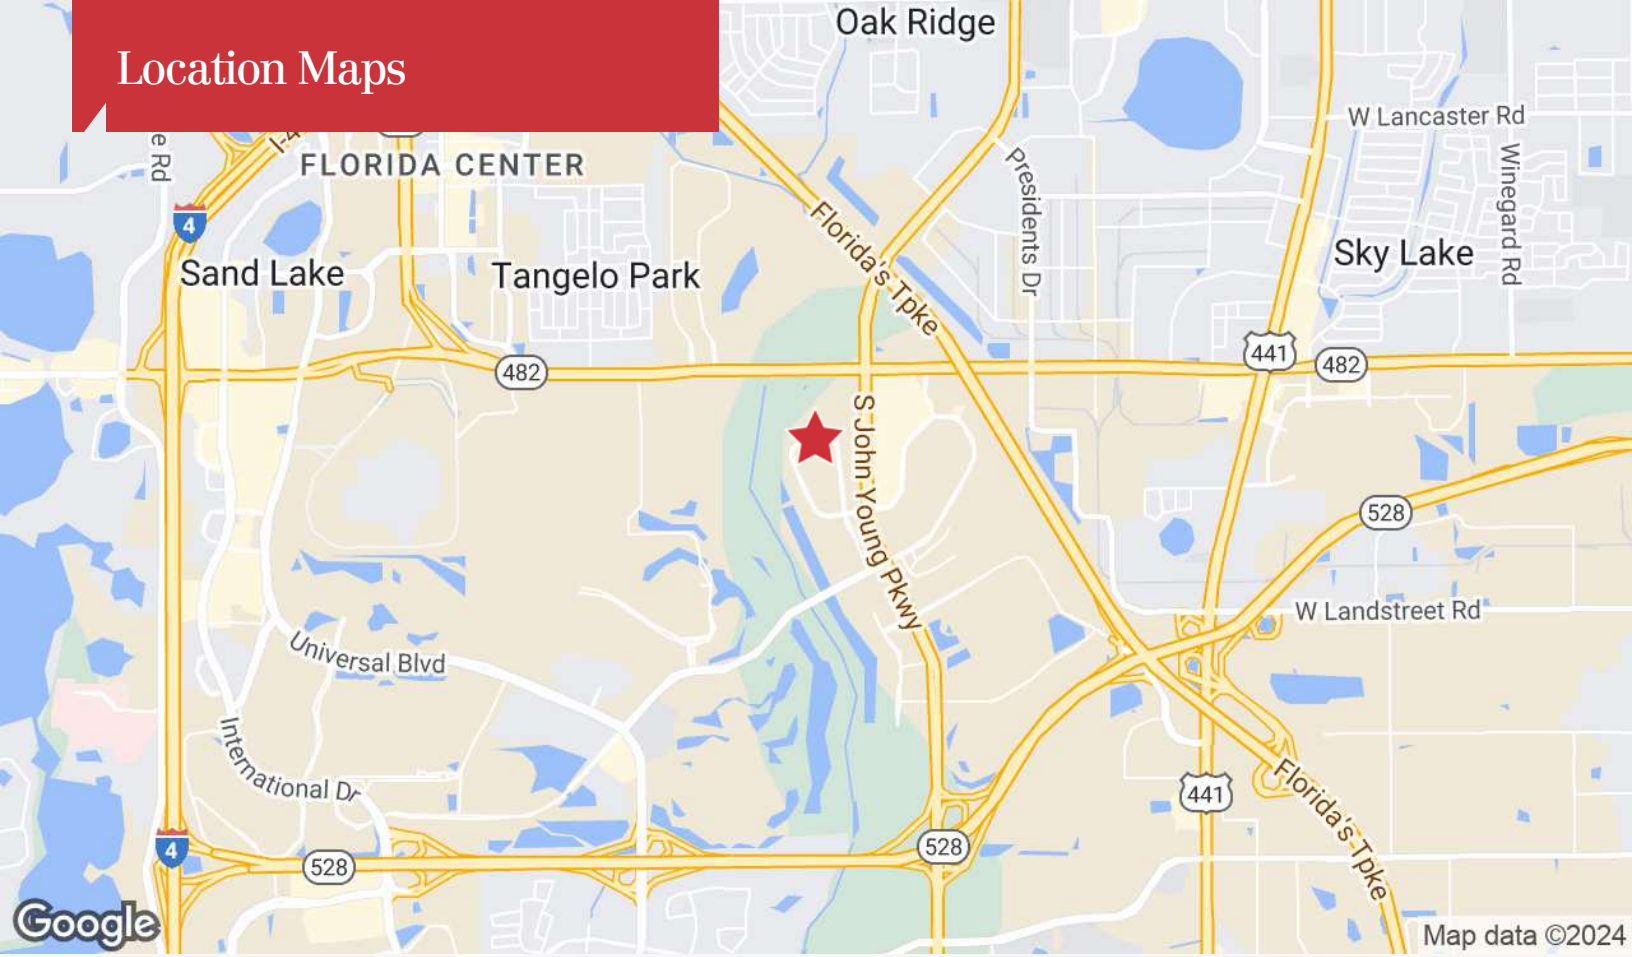 Location Maps
Oak Ridge
W Lancaster Rd
e Rd
I-4
FLORIDA CENTER
Presidents Dr
Winegard Rd
4
Florida's Tpke
Sand Lake
Tangelo Park
Sky Lake
441
482
482
S John Young Pkwy
528
W Landstreet Rd
Universal Blvd
International Dr
441
Florida's Tpke
4
528
528
Google
Map data ©2024